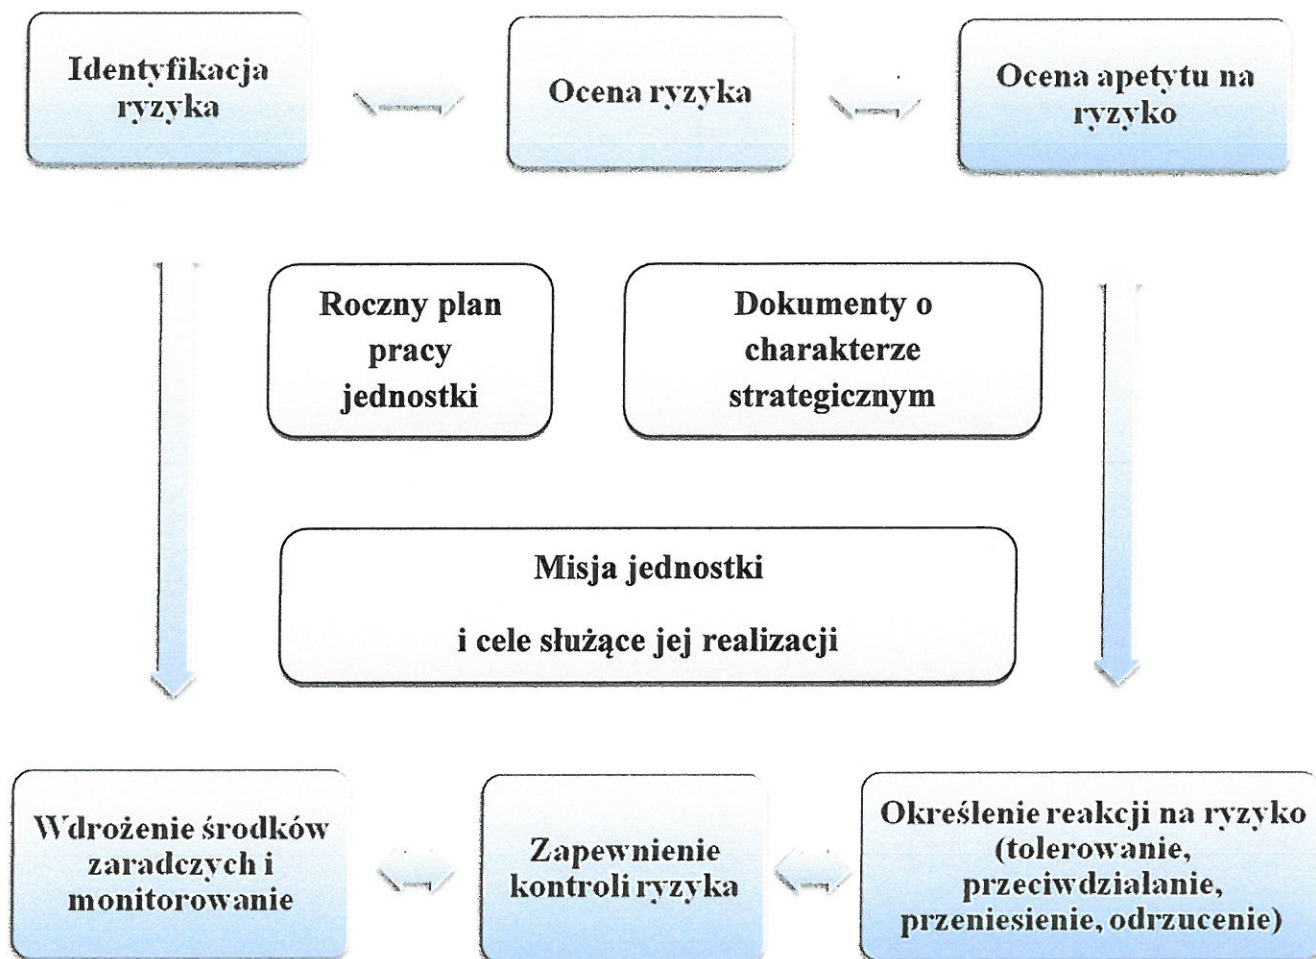 Identyfikacja
ryzyka
Ocena ryzyka
Ocena apetytu na
ryzyko
Roczny plan
pracy
jednostki
Dokumenty o
charakterze
strategicznym
Misja jednostki
i cele służące jej realizacji
Wdrożenie środków
zaradczych i
monitorowanie
Zapewnienie
kontroli ryzyka
Określenie reakcji na ryzyko
(tolerowanie,
przeciwdziałanie,
przeniesienie, odrzucenie)